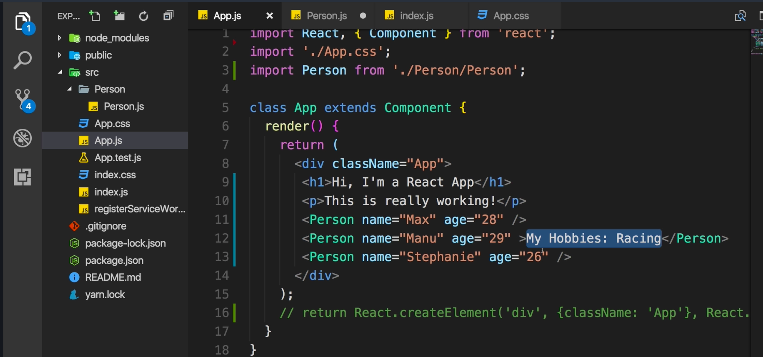 EXP...
App.js
Person.js
index.js
App.css
1
4
node_modules
public
src
Person
Person.js
App.css
App.js
App.test.js
index.css
index.js
registerServiceWor...
.gitignore
package-lock.json
package.json
README.md
yarn.lock
1 import React, { Component } from 'react';
2 import './App.css';
3 import Person from './Person/Person';
4
5 class App extends Component {
6 render() {
7 return (
8 <div className="App">
9 <h1>Hi, I'm a React App</h1>
10 <p>This is really working!</p>
11 <Person name="Max" age="28" />
12 <Person name="Manu" age="29" >My Hobbies: Racing</Person>
13 <Person name="Stephanie" age="26" />
14 </div>
15 );
16 // return React.createElement('div', {className: 'App'}, React.
17 }
18 }